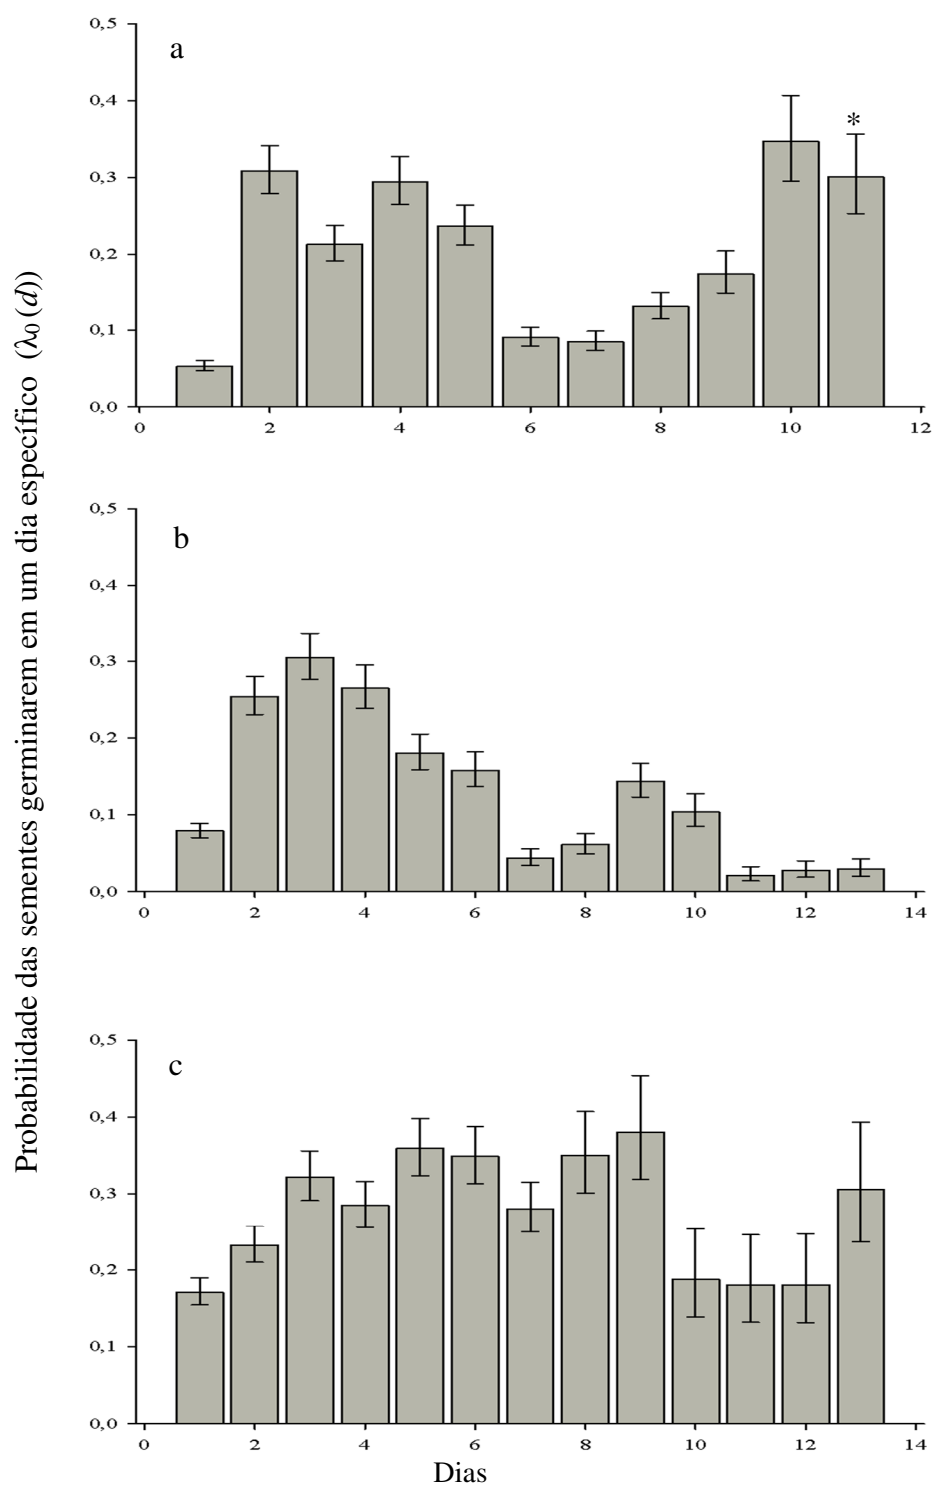 Probabilidade das sementes germinarem em um dia específico (λ₀ (d))
a
0,5
0,4
0,3
0,2
0,1
0,0
*
0 2 4 6 8 10 12
b
0,5
0,4
0,3
0,2
0,1
0,0
0 2 4 6 8 10 12 14
c
0,5
0,4
0,3
0,2
0,1
0,0
0 2 4 6 8 10 12 14
Dias